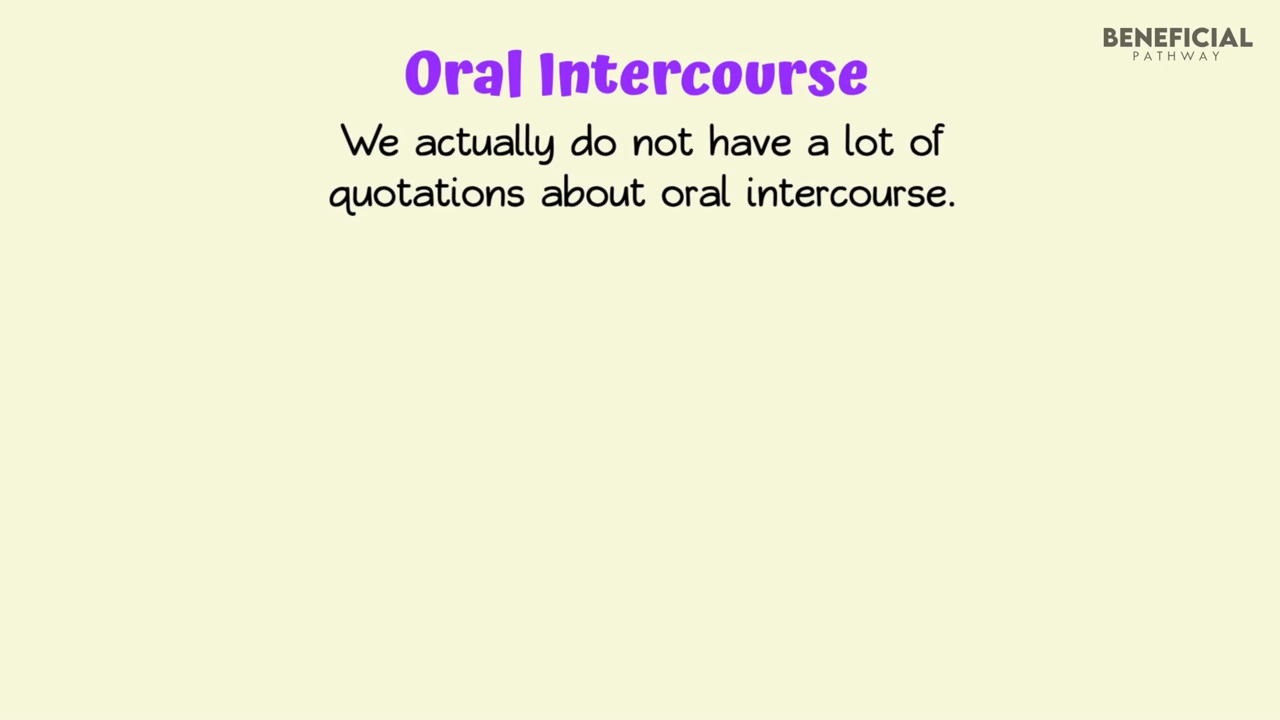 BENEFICIAL
PATHWAY
Oral Intercourse
We actually do not have a lot of
quotations about oral intercourse.